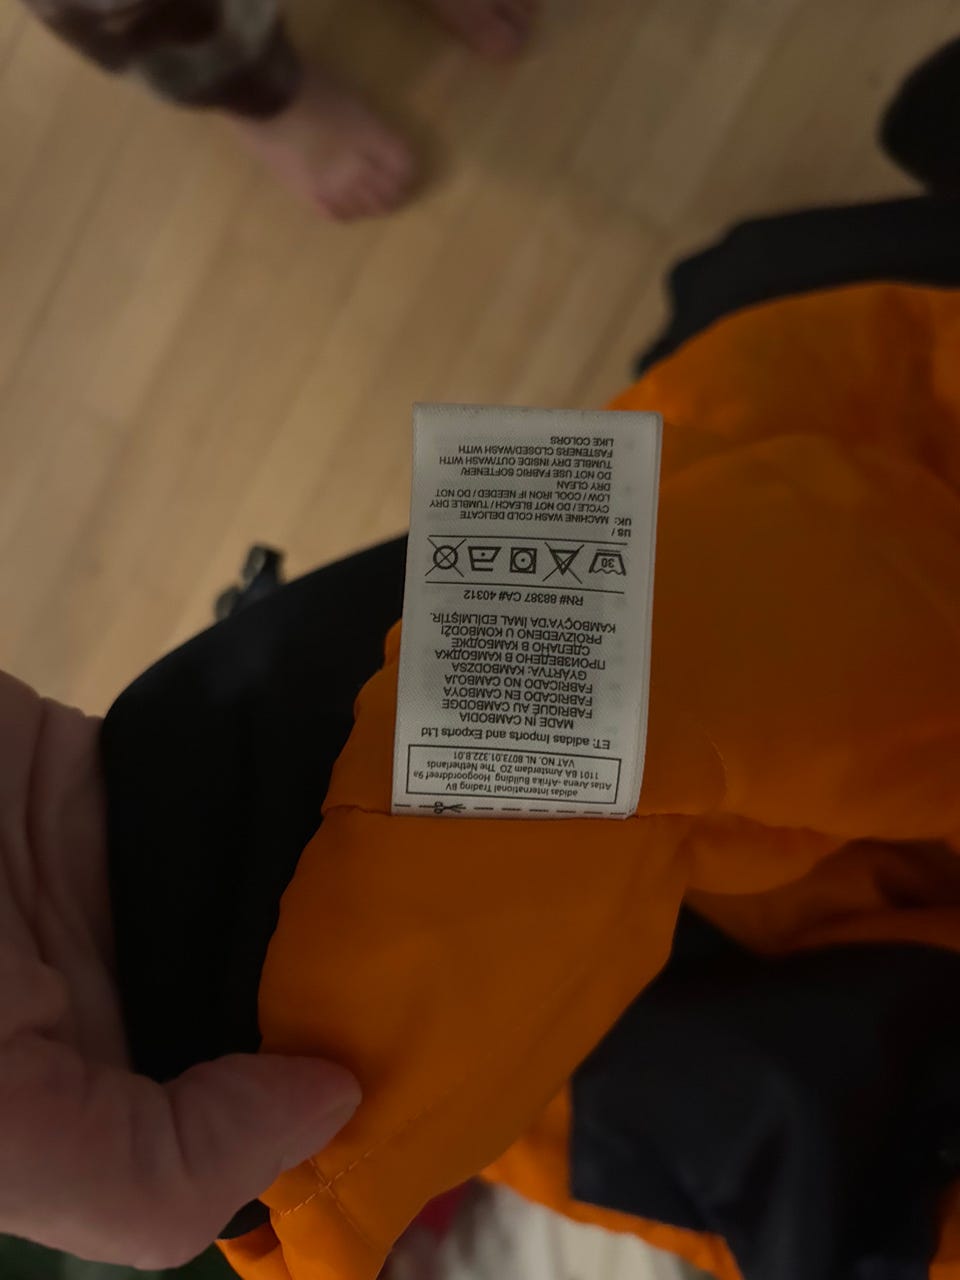 adidas International Trading BV
Atlas Arena -Afrika Building Hoogoorddreef 9a
1101 BA Amsterdam ZO The Netherlands
VAT NO. NL 8073.01.322.B.01
ET: adidas Imports and Exports Ltd
MADE IN CAMBODIA
FABRIQUÉ AU CAMBODGE
FABRICADO EN CAMBOYA
FABRICADO NO CAMBOJA
GYÁRTVA: KAMBODZSA
ПРОИЗВЕДЕНО В КАМБОДЖА
СДЕЛАНО В КАМБОДЖЕ
PROIZVEDENO U KOMBODŽI
KAMBOÇYA'DA İMAL EDİLMİŞTİR.
RN# 88387 CA# 40312
30
US /
UK: MACHINE WASH COLD DELICATE
CYCLE / DO NOT BLEACH / TUMBLE DRY
LOW / COOL IRON IF NEEDED / DO NOT
DRY CLEAN
DO NOT USE FABRIC SOFTENER/
TUMBLE DRY INSIDE OUT/WASH WITH
FASTENERS CLOSED/WASH WITH
LIKE COLORS